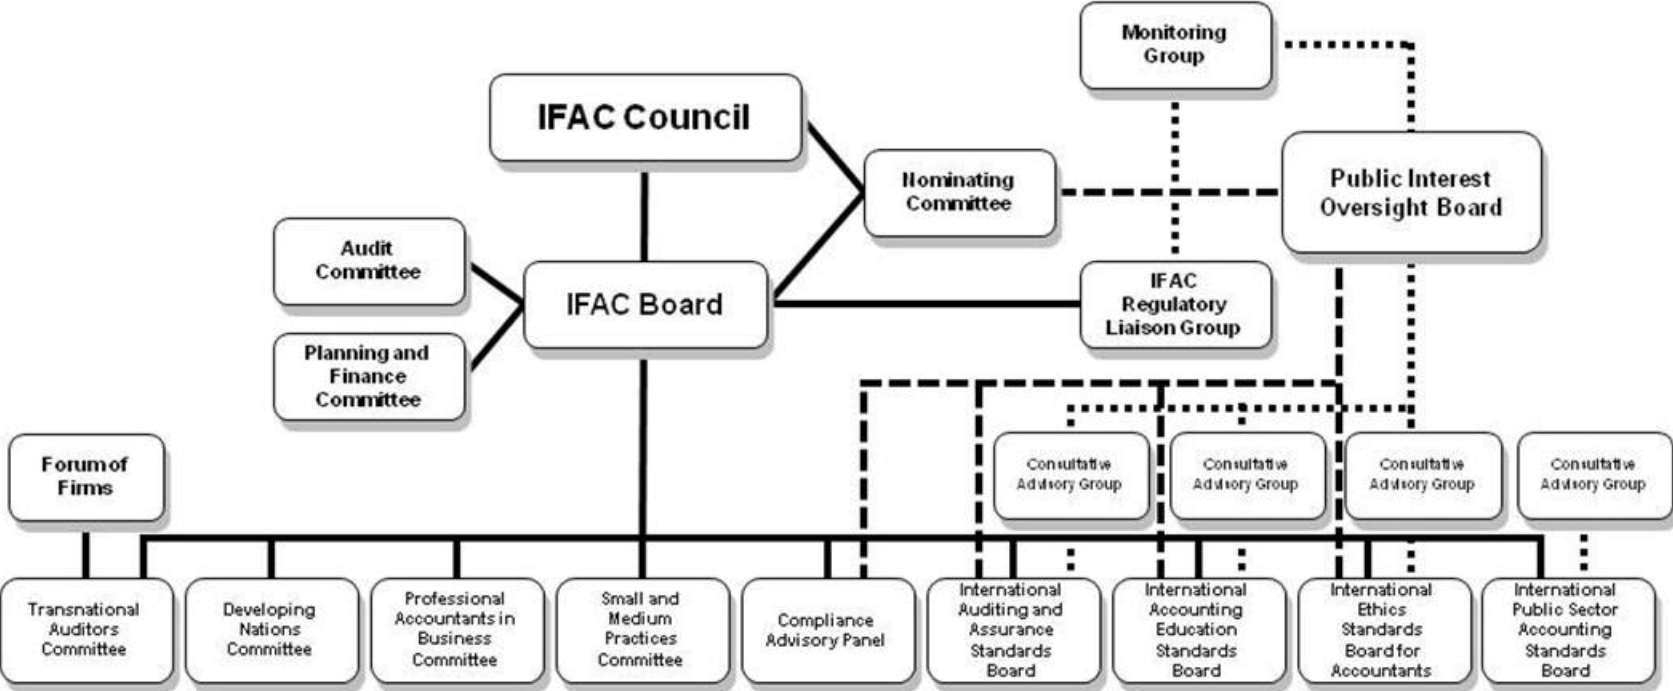 Monitoring
Group
IFAC Council
Nominating
Committee
Public Interest
Oversight Board
Audit
Committee
IFAC Board
IFAC
Regulatory
Liaison Group
Planning and
Finance
Committee
Forum of
Firms
Consultative
Advisory Group
Consultative
Advisory Group
Consultative
Advisory Group
Consultative
Advisory Group
Transnational
Auditors
Committee
Developing
Nations
Committee
Professional
Accountants in
Business
Committee
Small and
Medium
Practices
Committee
Compliance
Advisory Panel
International
Auditing and
Assurance
Standards
Board
International
Accounting
Education
Standards
Board
International
Ethics
Standards
Board for
Accountants
International
Public Sector
Accounting
Standards
Board